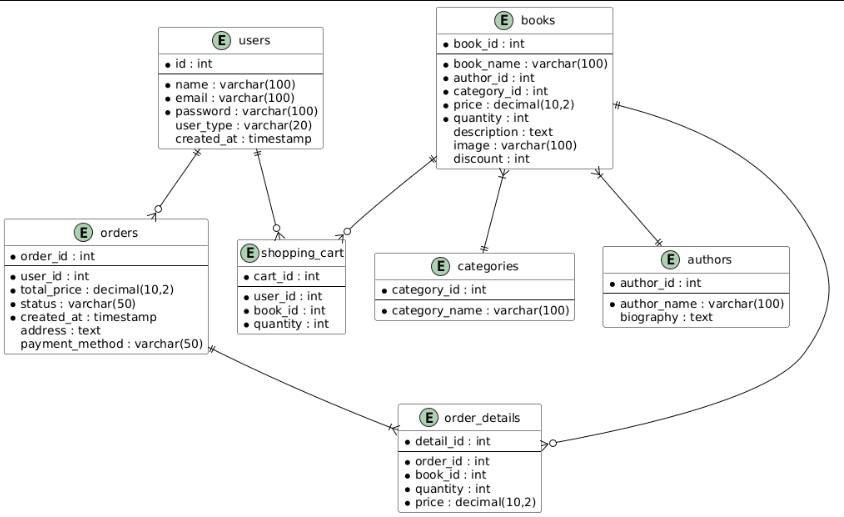 E users
id : int
name : varchar(100)
email : varchar(100)
password : varchar(100)
user_type : varchar(20)
created_at : timestamp
E books
book_id : int
book_name : varchar(100)
author_id : int
category_id : int
price : decimal(10,2)
quantity : int
description : text
image : varchar(100)
discount : int
E orders
order_id : int
user_id : int
total_price : decimal(10,2)
status : varchar(50)
created_at : timestamp
address : text
payment_method : varchar(50)
E shopping_cart
cart_id : int
user_id : int
book_id : int
quantity : int
E categories
category_id : int
category_name : varchar(100)
E authors
author_id : int
author_name : varchar(100)
biography : text
E order_details
detail_id : int
order_id : int
book_id : int
quantity : int
price : decimal(10,2)